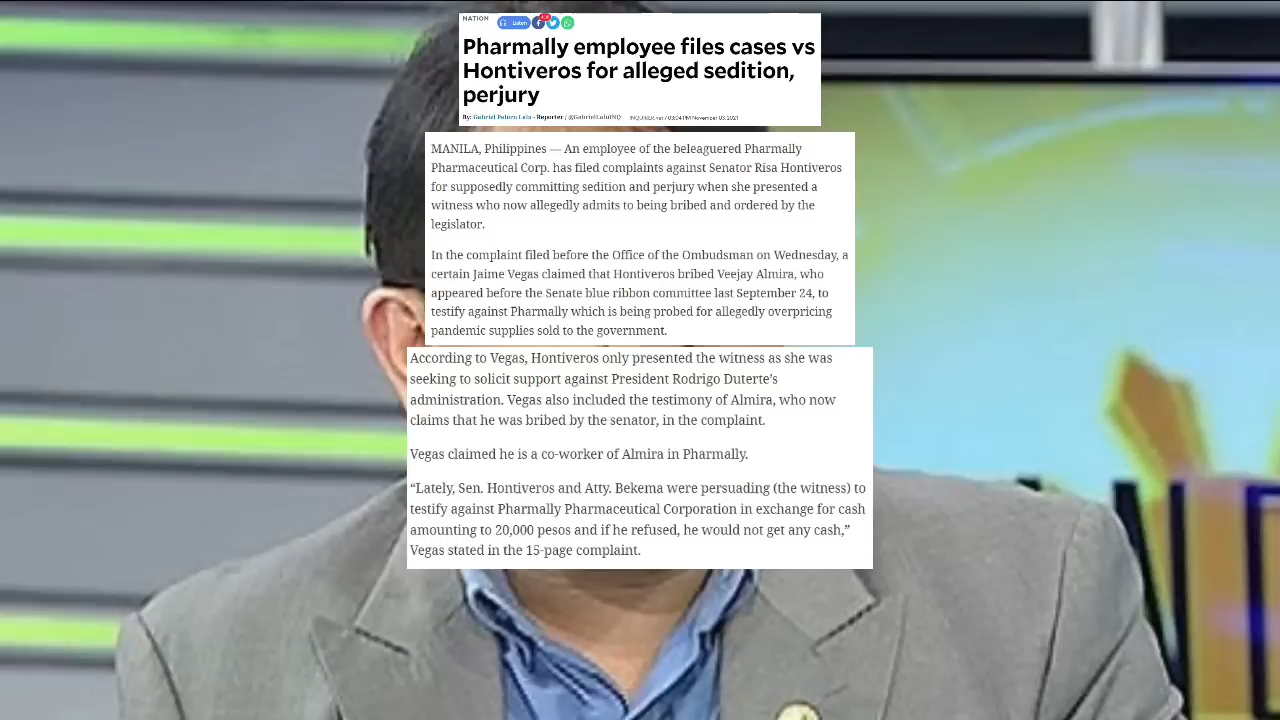 NATION
Listen
Pharmally employee files cases vs
Hontiveros for alleged sedition,
perjury
By: Gabriel Pabico Lalu - Reporter / @GabrielLaluINQ INQUIRER.net / 03:04 PM November 03, 2021
MANILA, Philippines — An employee of the beleaguered Pharmally
Pharmaceutical Corp. has filed complaints against Senator Risa Hontiveros
for supposedly committing sedition and perjury when she presented a
witness who now allegedly admits to being bribed and ordered by the
legislator.
In the complaint filed before the Office of the Ombudsman on Wednesday, a
certain Jaime Vegas claimed that Hontiveros bribed Veejay Almira, who
appeared before the Senate blue ribbon committee last September 24, to
testify against Pharmally which is being probed for allegedly overpricing
pandemic supplies sold to the government.
According to Vegas, Hontiveros only presented the witness as she was
seeking to solicit support against President Rodrigo Duterte’s
administration. Vegas also included the testimony of Almira, who now
claims that he was bribed by the senator, in the complaint.
Vegas claimed he is a co-worker of Almira in Pharmally.
“Lately, Sen. Hontiveros and Atty. Bekema were persuading (the witness) to
testify against Pharmally Pharmaceutical Corporation in exchange for cash
amounting to 20,000 pesos and if he refused, he would not get any cash,”
Vegas stated in the 15-page complaint.